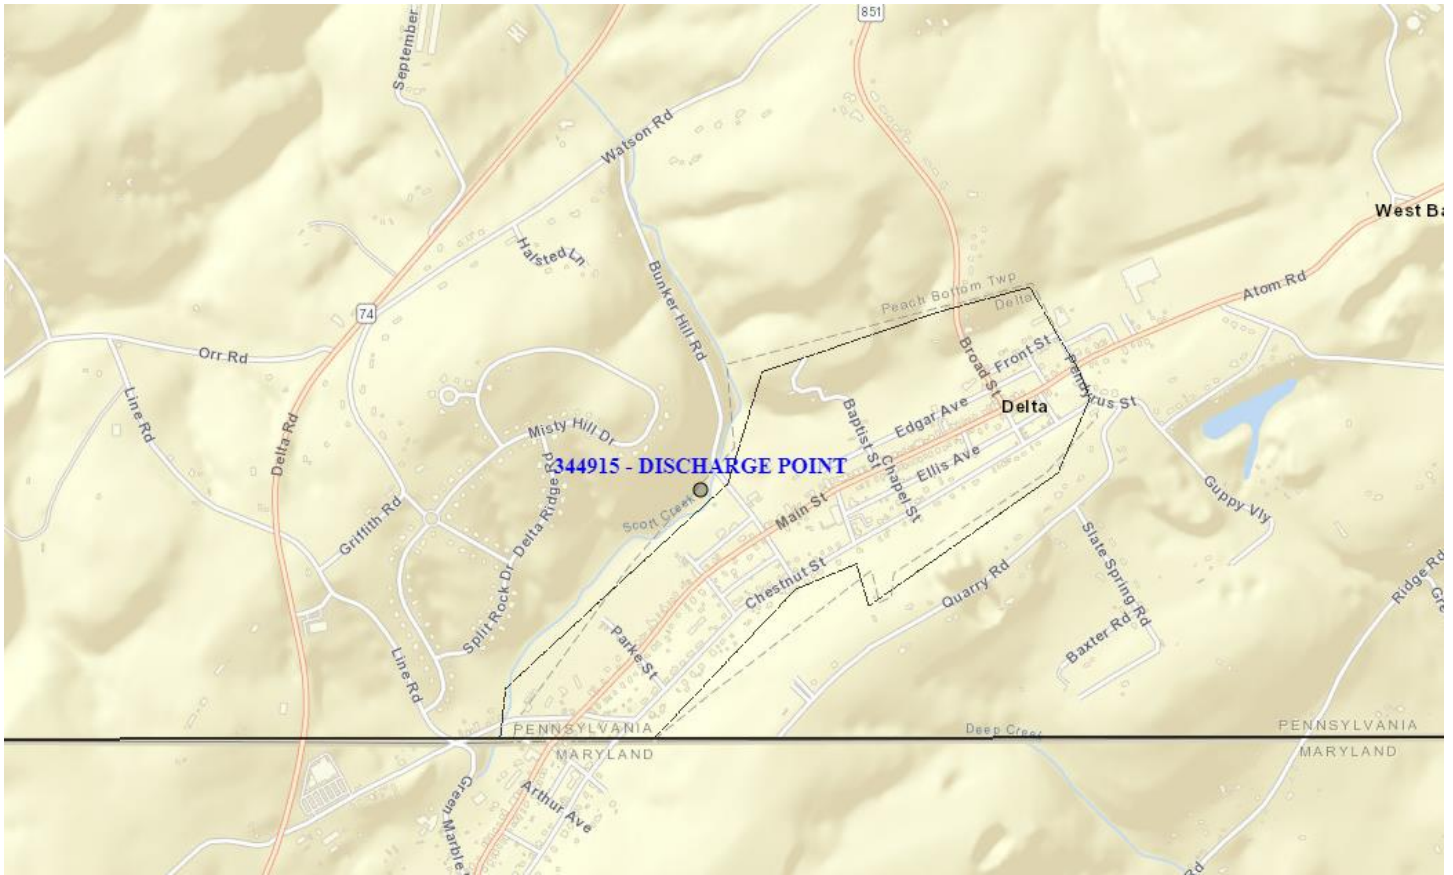 851
September
Watson Rd
West Ba
Halsted Ln
Bunker Hill Rd
Peach Bottom Twp
Delta
Atom Rd
74
Orr Rd
Front St
Broad St
Pendyrus St
Line Rd
Delta Rd
Misty Hill Dr
Baptist St
Edgar Ave
Delta
344915 - DISCHARGE POINT
Ellis Ave
Chapel St
Guppy Vly
Scott Creek
Main St
Griffith Rd
Split Rock Dr
Delta Ridge Rd
Chestnut St
Quarry Rd
Slate Spring Rd
Ridge Rd
Gra
Parke St
Baxter Rd
Line Rd
PENNSYLVANIA
MARYLAND
Deep Creek
PENNSYLVANIA
MARYLAND
Green Marble
Arthur Ave
Rd